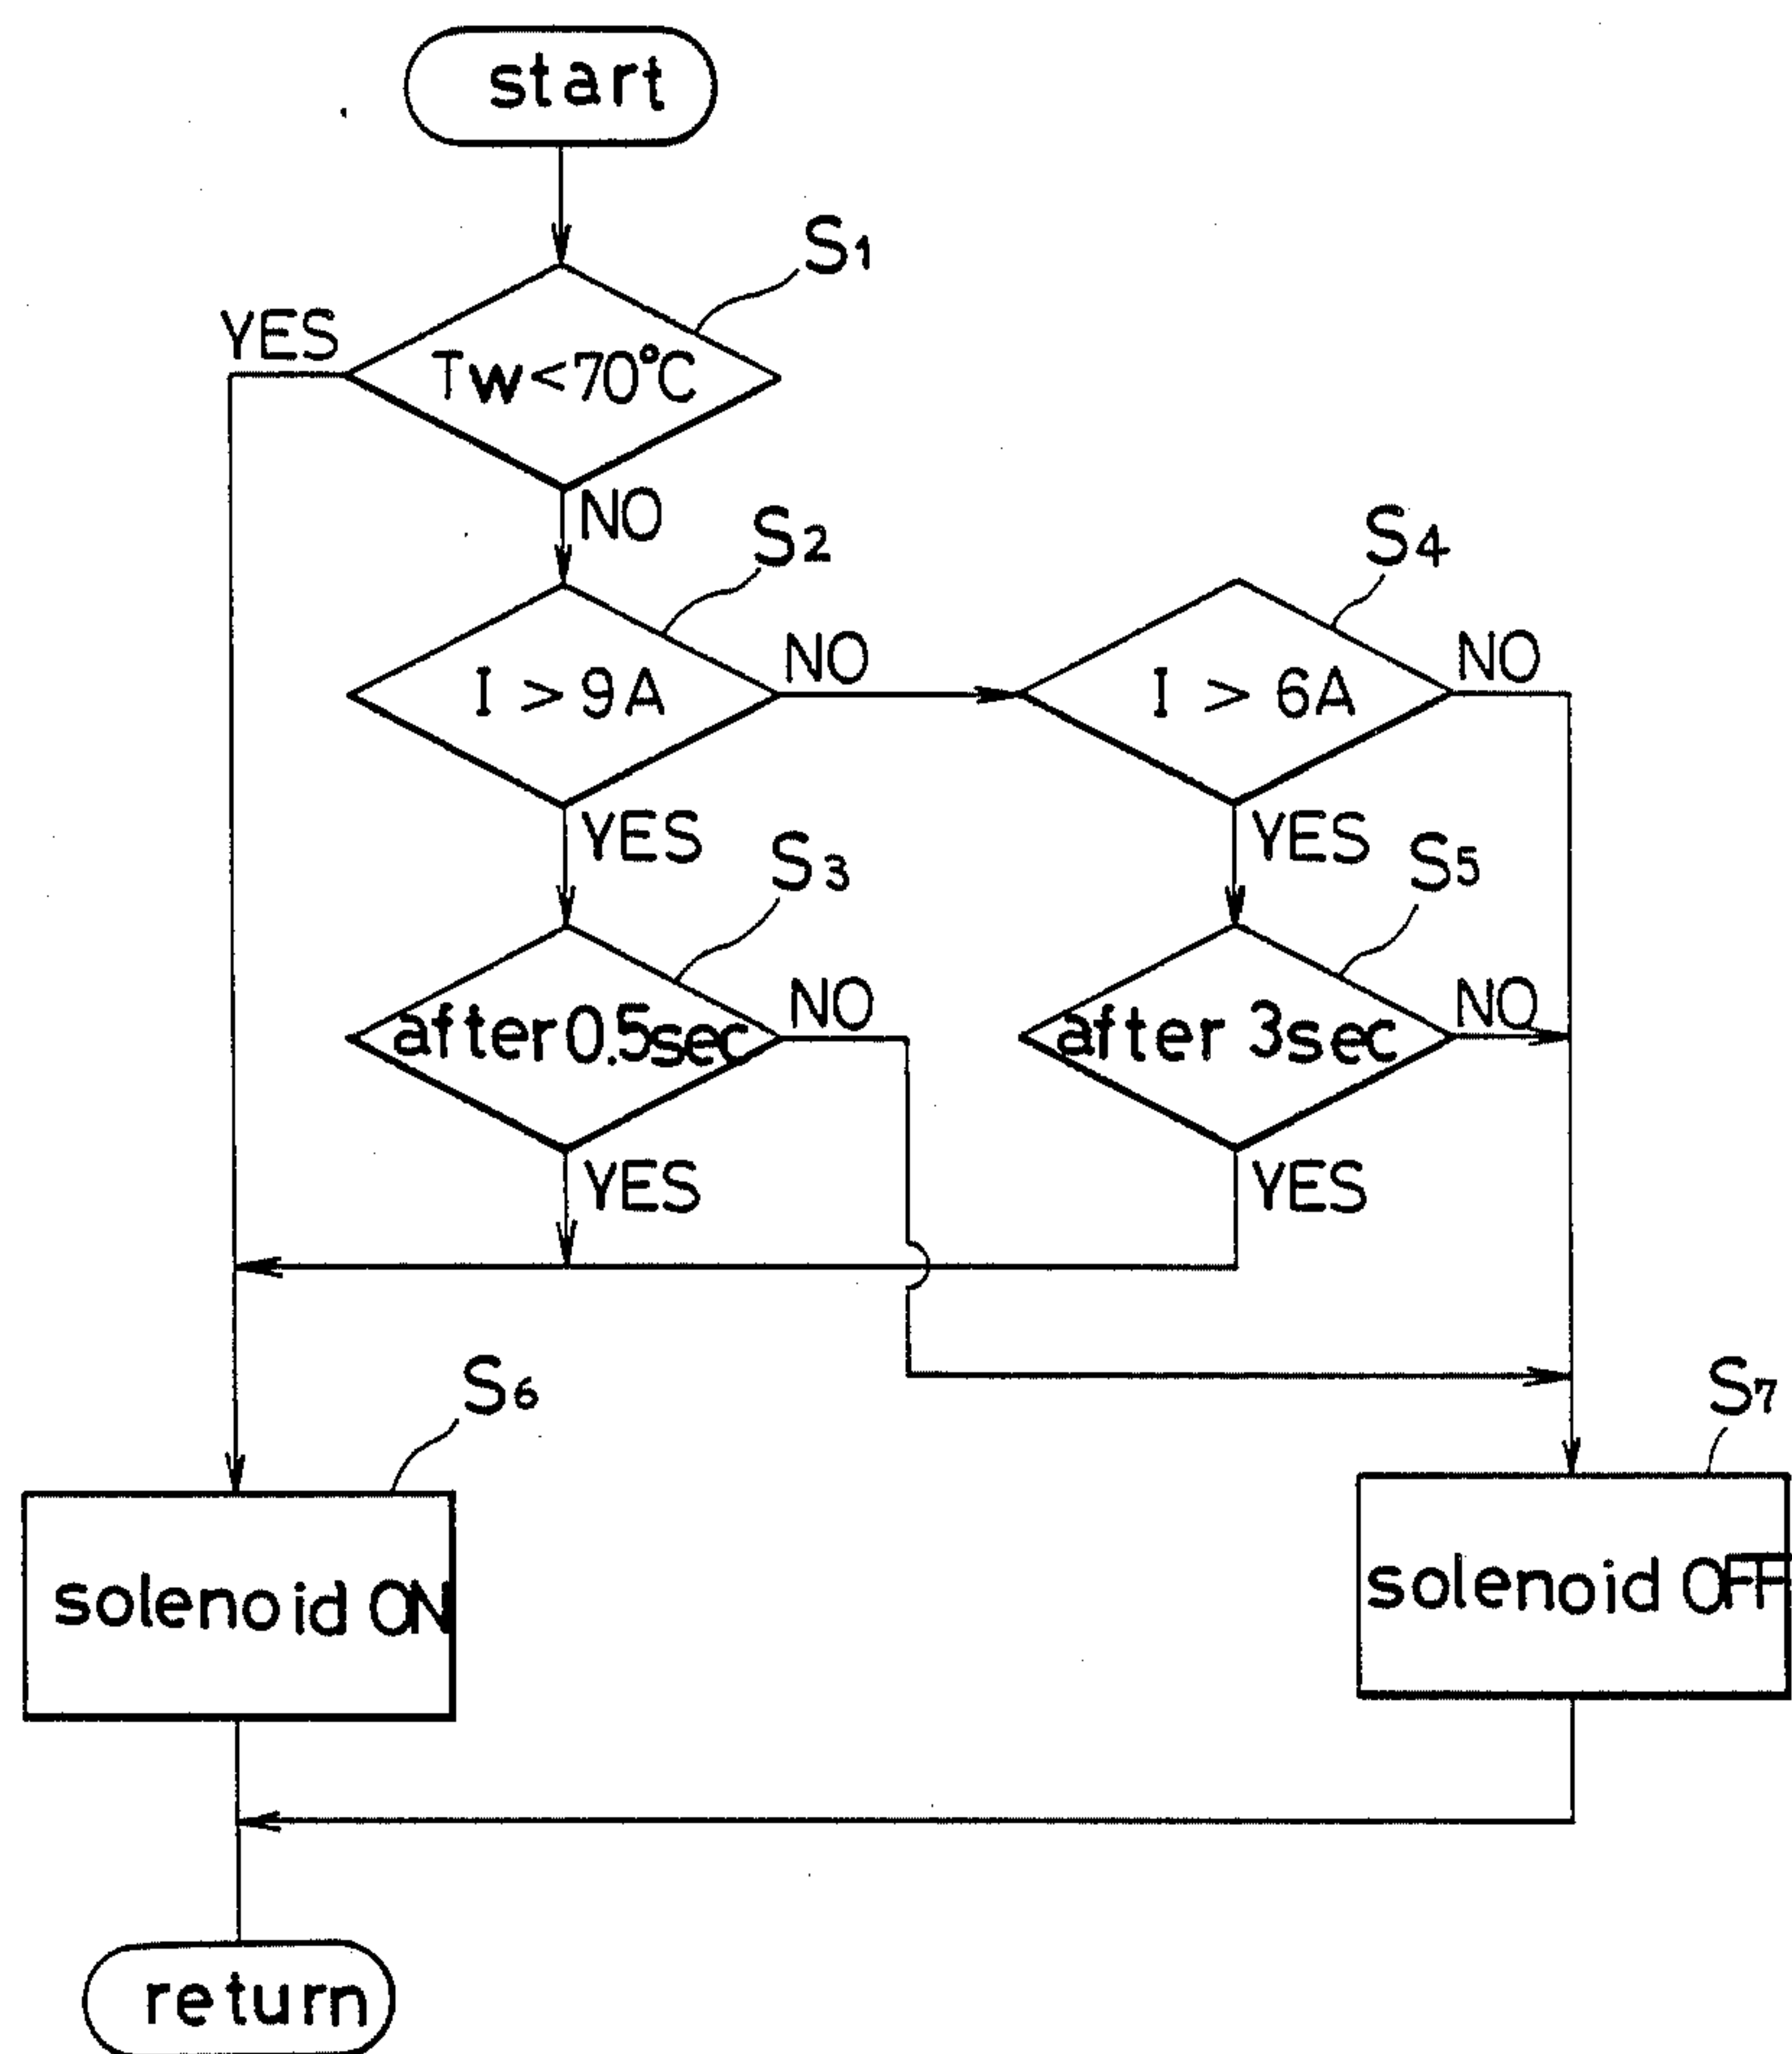 start
S1
YES
Tw<70°C
NO
S2
S4
I > 9A
NO
I > 6A
NO
YES
S3
YES
S5
after 0.5sec
NO
after 3sec
NO
YES
YES
S6
S7
solenoid ON
solenoid OFF
return